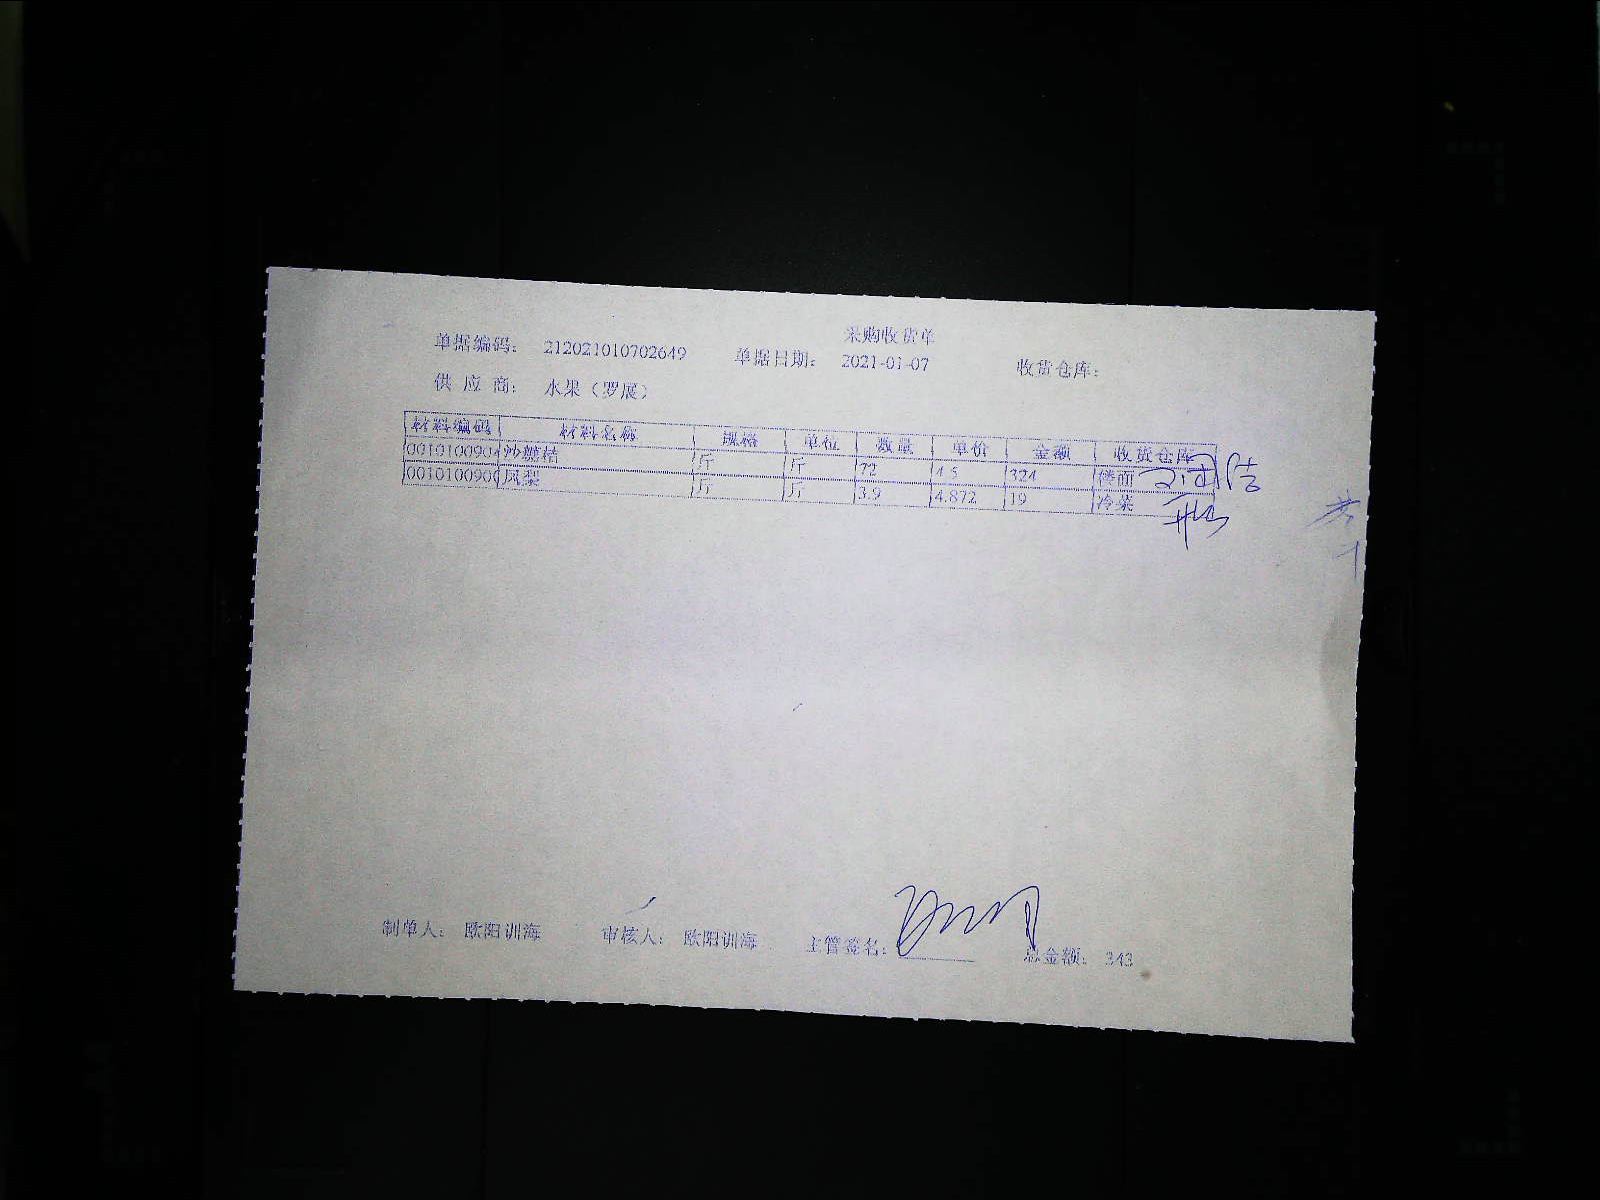 采购收货单
单据编码: 212021010702649 单据日期: 2021-01-07 收货仓库:
供应商: 水果（罗展）
材料编码 材料名称 规格 单位 数量 单价 金额 收货仓库
0010100904 沙糖桔 斤 斤 72 4.5 324 楼面
001010090 凤梨 斤 斤 3.9 4.872 19 冷菜
制单人: 欧阳训海 审核人: 欧阳训海 主管签名: 总金额: 343